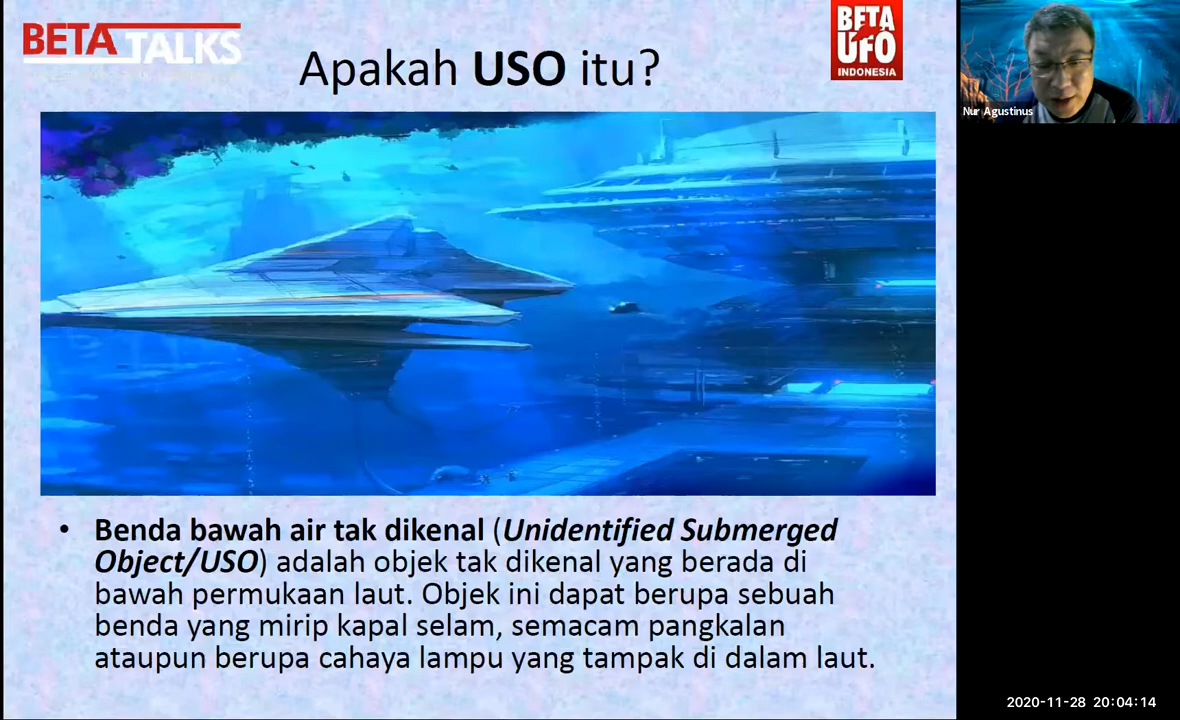 BETA TALKS
Apakah USO itu?
BETA
UFO
INDONESIA
Nur Agustinus
• Benda bawah air tak dikenal (Unidentified Submerged
Object/USO) adalah objek tak dikenal yang berada di
bawah permukaan laut. Objek ini dapat berupa sebuah
benda yang mirip kapal selam, semacam pangkalan
ataupun berupa cahaya lampu yang tampak di dalam laut.
2020-11-28 20:04:14